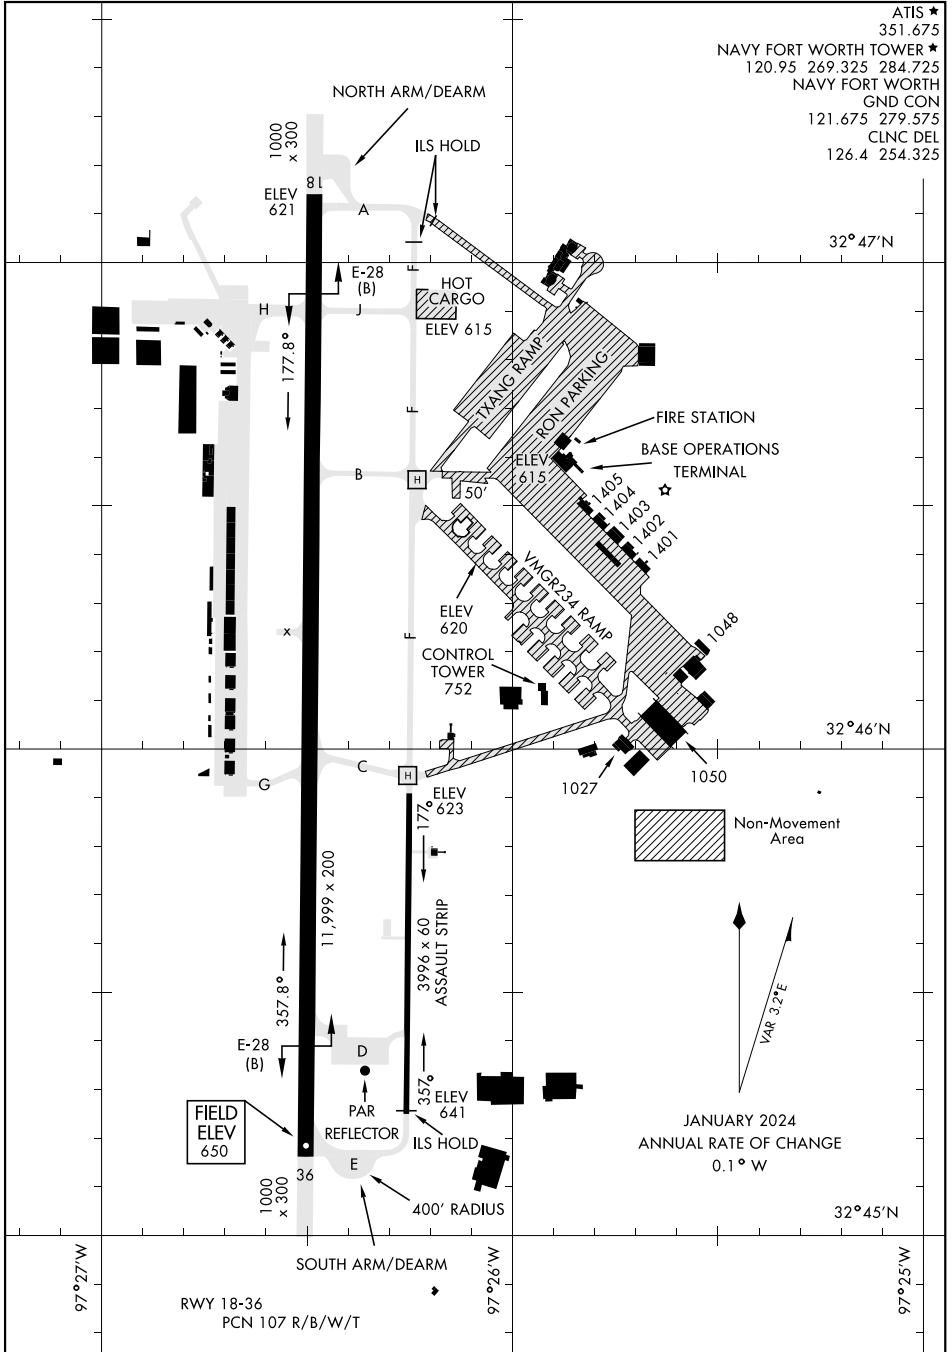 ATIS ★
351.675
NAVY FORT WORTH TOWER ★
120.95 269.325 284.725
NAVY FORT WORTH
GND CON
121.675 279.575
CLNC DEL
126.4 254.325
NORTH ARM/DEARM
1000
x 300
ILS HOLD
18
ELEV
621
A
32°47'N
E-28
(B)
F
HOT
CARGO
H
J
ELEV 615
177.8°
TXANG RAMP
RON PARKING
F
FIRE STATION
BASE OPERATIONS
TERMINAL
ELEV
615
B
H
50'
1405
1404
1403
1402
1401
VMGR234 RAMP
ELEV
620
x
F
1048
CONTROL
TOWER
752
32°46'N
C
H
G
1027
1050
ELEV
623
177°
Non-Movement
Area
11,999 x 200
3996 x 60
ASSAULT STRIP
357.8°
VAR 3.2°E
E-28
(B)
D
357°
ELEV
641
PAR
REFLECTOR
FIELD
ELEV
650
ILS HOLD
JANUARY 2024
ANNUAL RATE OF CHANGE
0.1° W
E
36
1000
x 300
400' RADIUS
32°45'N
SOUTH ARM/DEARM
97°27'W
97°26'W
97°25'W
RWY 18-36
PCN 107 R/B/W/T